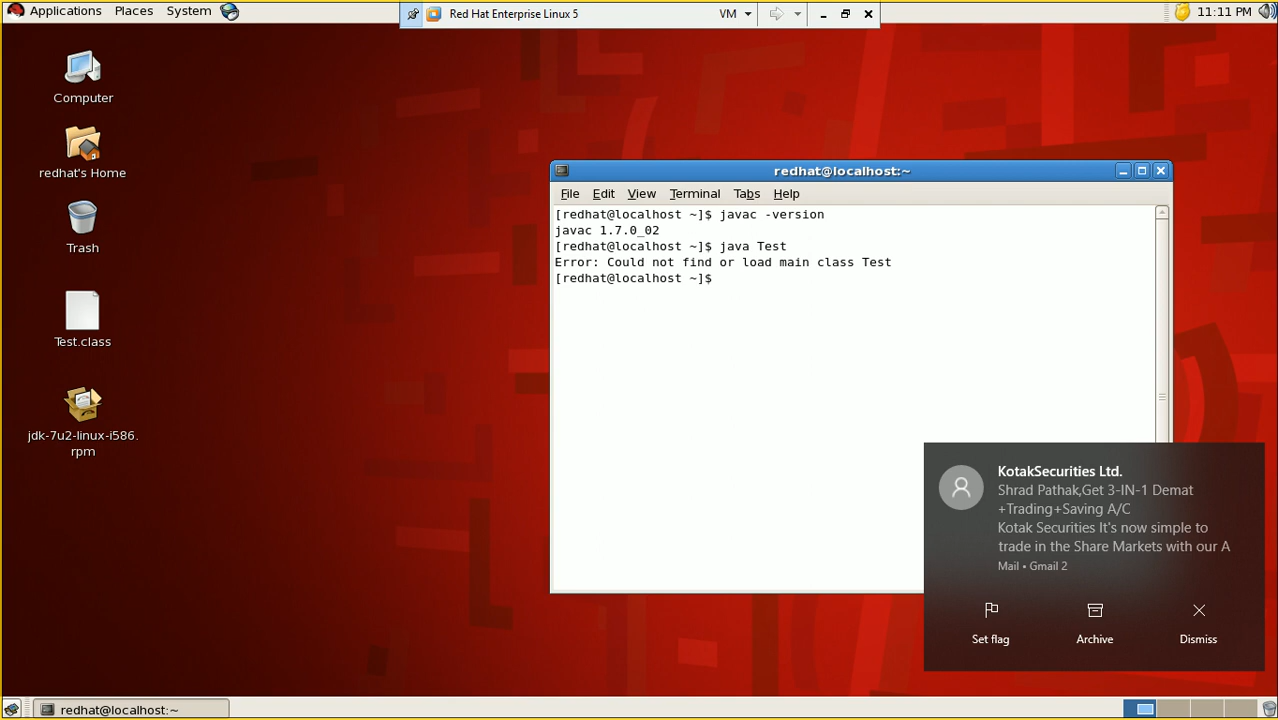 Applications Places System
Red Hat Enterprise Linux 5
VM
11:11 PM
Computer
redhat's Home
Trash
Test.class
jdk-7u2-linux-i586.
rpm
redhat@localhost:~
File Edit View Terminal Tabs Help
[redhat@localhost ~]$ javac -version
javac 1.7.0_02
[redhat@localhost ~]$ java Test
Error: Could not find or load main class Test
[redhat@localhost ~]$
KotakSecurities Ltd.
Shrad Pathak,Get 3-IN-1 Demat
+Trading+Saving A/C
Kotak Securities It's now simple to
trade in the Share Markets with our A
Mail • Gmail 2
Set flag Archive Dismiss
redhat@localhost:~